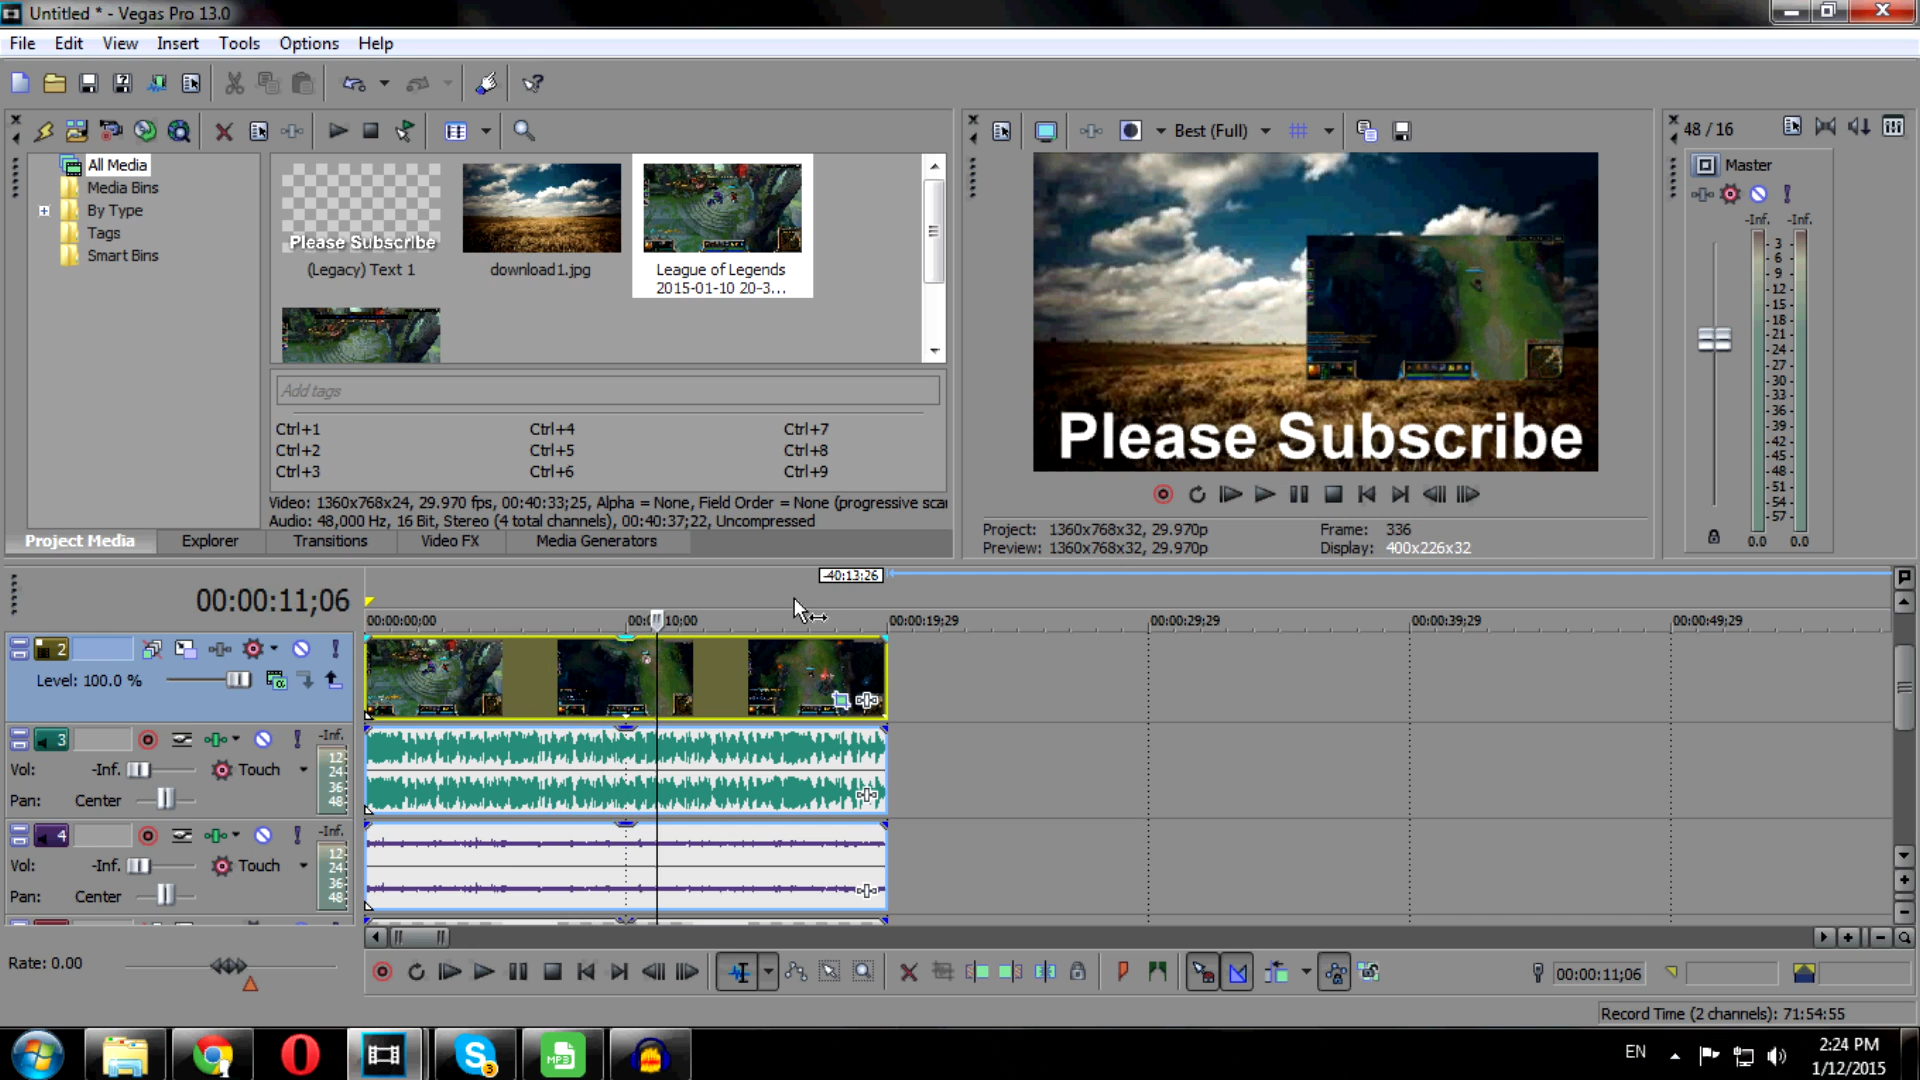 Untitled * - Vegas Pro 13.0
File Edit View Insert Tools Options Help
Best (Full)
48 / 16
All Media
Media Bins
By Type
Tags
Smart Bins
Please Subscribe
(Legacy) Text 1
download1.jpg
League of Legends
2015-01-10 20-3...
Add tags
Ctrl+1 Ctrl+4 Ctrl+7
Ctrl+2 Ctrl+5 Ctrl+8
Ctrl+3 Ctrl+6 Ctrl+9
Video: 1360x768x24, 29.970 fps, 00:40:33;25, Alpha = None, Field Order = None (progressive scan
Audio: 48,000 Hz, 16 Bit, Stereo (4 total channels), 00:40:37;22, Uncompressed
Project Media Explorer Transitions Video FX Media Generators
Please Subscribe
Project: 1360x768x32, 29.970p Frame: 336
Preview: 1360x768x32, 29.970p Display: 400x226x32
Master
-Inf. -Inf.
3
6
9
12
15
18
21
24
27
30
33
36
39
42
45
48
51
54
57
0.0 0.0
00:00:11;06
-40:13:26
00:00:00;00 00:00:10;00 00:00:19;29 00:00:29;29 00:00:39;29 00:00:49;29
2
Level: 100.0 %
3
-Inf.
Vol: -Inf. Touch
Pan: Center
12
24
36
48
4
-Inf.
Vol: -Inf. Touch
Pan: Center
12
24
36
48
Rate: 0.00
00:00:11;06
Record Time (2 channels): 71:54:55
3
MP3
EN
2:24 PM
1/12/2015